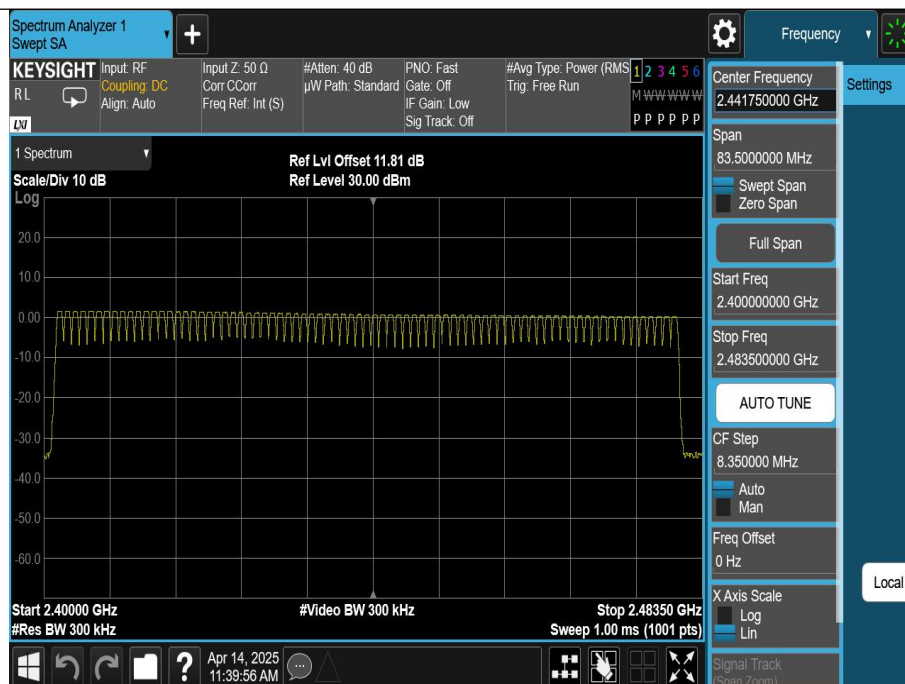 Spectrum Analyzer 1
Swept SA
Frequency
KEYSIGHT
RL
LXI
Input: RF
Coupling: DC
Align: Auto
Input Z: 50 Ω
Corr CCorr
Freq Ref: Int (S)
#Atten: 40 dB
µW Path: Standard
PNO: Fast
Gate: Off
IF Gain: Low
Sig Track: Off
#Avg Type: Power (RMS
Trig: Free Run
1 2 3 4 5 6
M W W W W W
P P P P P P
1 Spectrum
Scale/Div 10 dB
Ref Lvl Offset 11.81 dB
Ref Level 30.00 dBm
Log
20.0
10.0
0.00
-10.0
-20.0
-30.0
-40.0
-50.0
-60.0
Start 2.40000 GHz
#Res BW 300 kHz
#Video BW 300 kHz
Stop 2.48350 GHz
Sweep 1.00 ms (1001 pts)
Apr 14, 2025
11:39:56 AM
Center Frequency
2.441750000 GHz
Settings
Span
83.5000000 MHz
Swept Span
Zero Span
Full Span
Start Freq
2.400000000 GHz
Stop Freq
2.483500000 GHz
AUTO TUNE
CF Step
8.350000 MHz
Auto
Man
Freq Offset
0 Hz
Local
X Axis Scale
Log
Lin
Signal Track
(Span Zoom)